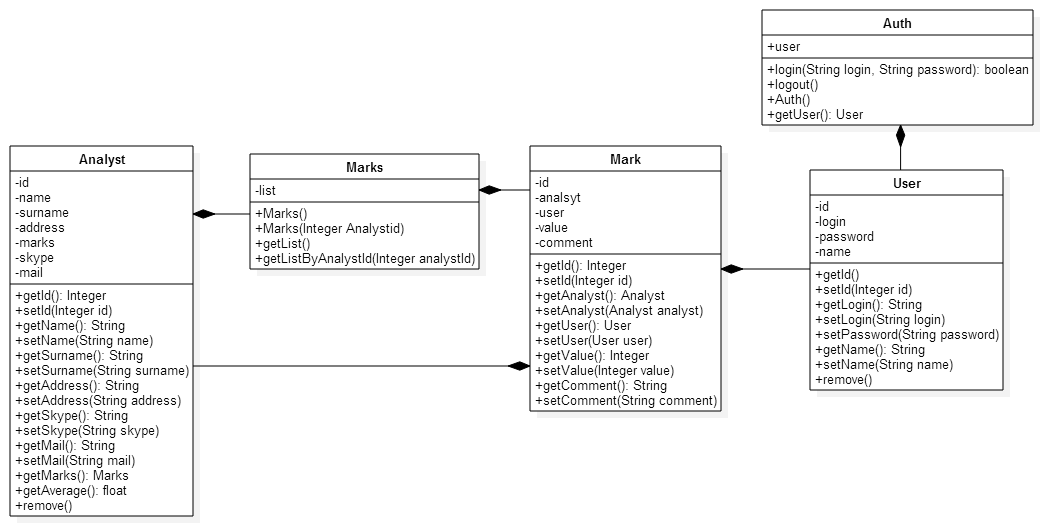 Auth
+user
+login(String login, String password): boolean
+logout()
+Auth()
+getUser(): User
Analyst
-id
-name
-surname
-address
-marks
-skype
-mail
+getId(): Integer
+setId(Integer id)
+getName(): String
+setName(String name)
+getSurname(): String
+setSurname(String surname)
+getAddress(): String
+setAddress(String address)
+getSkype(): String
+setSkype(String skype)
+getMail(): String
+setMail(String mail)
+getMarks(): Marks
+getAverage(): float
+remove()
Marks
-list
+Marks()
+Marks(Integer Analystid)
+getList()
+getListByAnalystId(Integer analystId)
Mark
-id
-analsyt
-user
-value
-comment
+getId(): Integer
+setId(Integer id)
+getAnalyst(): Analyst
+setAnalyst(Analyst analyst)
+getUser(): User
+setUser(User user)
+getValue(): Integer
+setValue(Integer value)
+getComment(): String
+setComment(String comment)
User
-id
-login
-password
-name
+getId()
+setId(Integer id)
+getLogin(): String
+setLogin(String login)
+setPassword(String password)
+getName(): String
+setName(String name)
+remove()